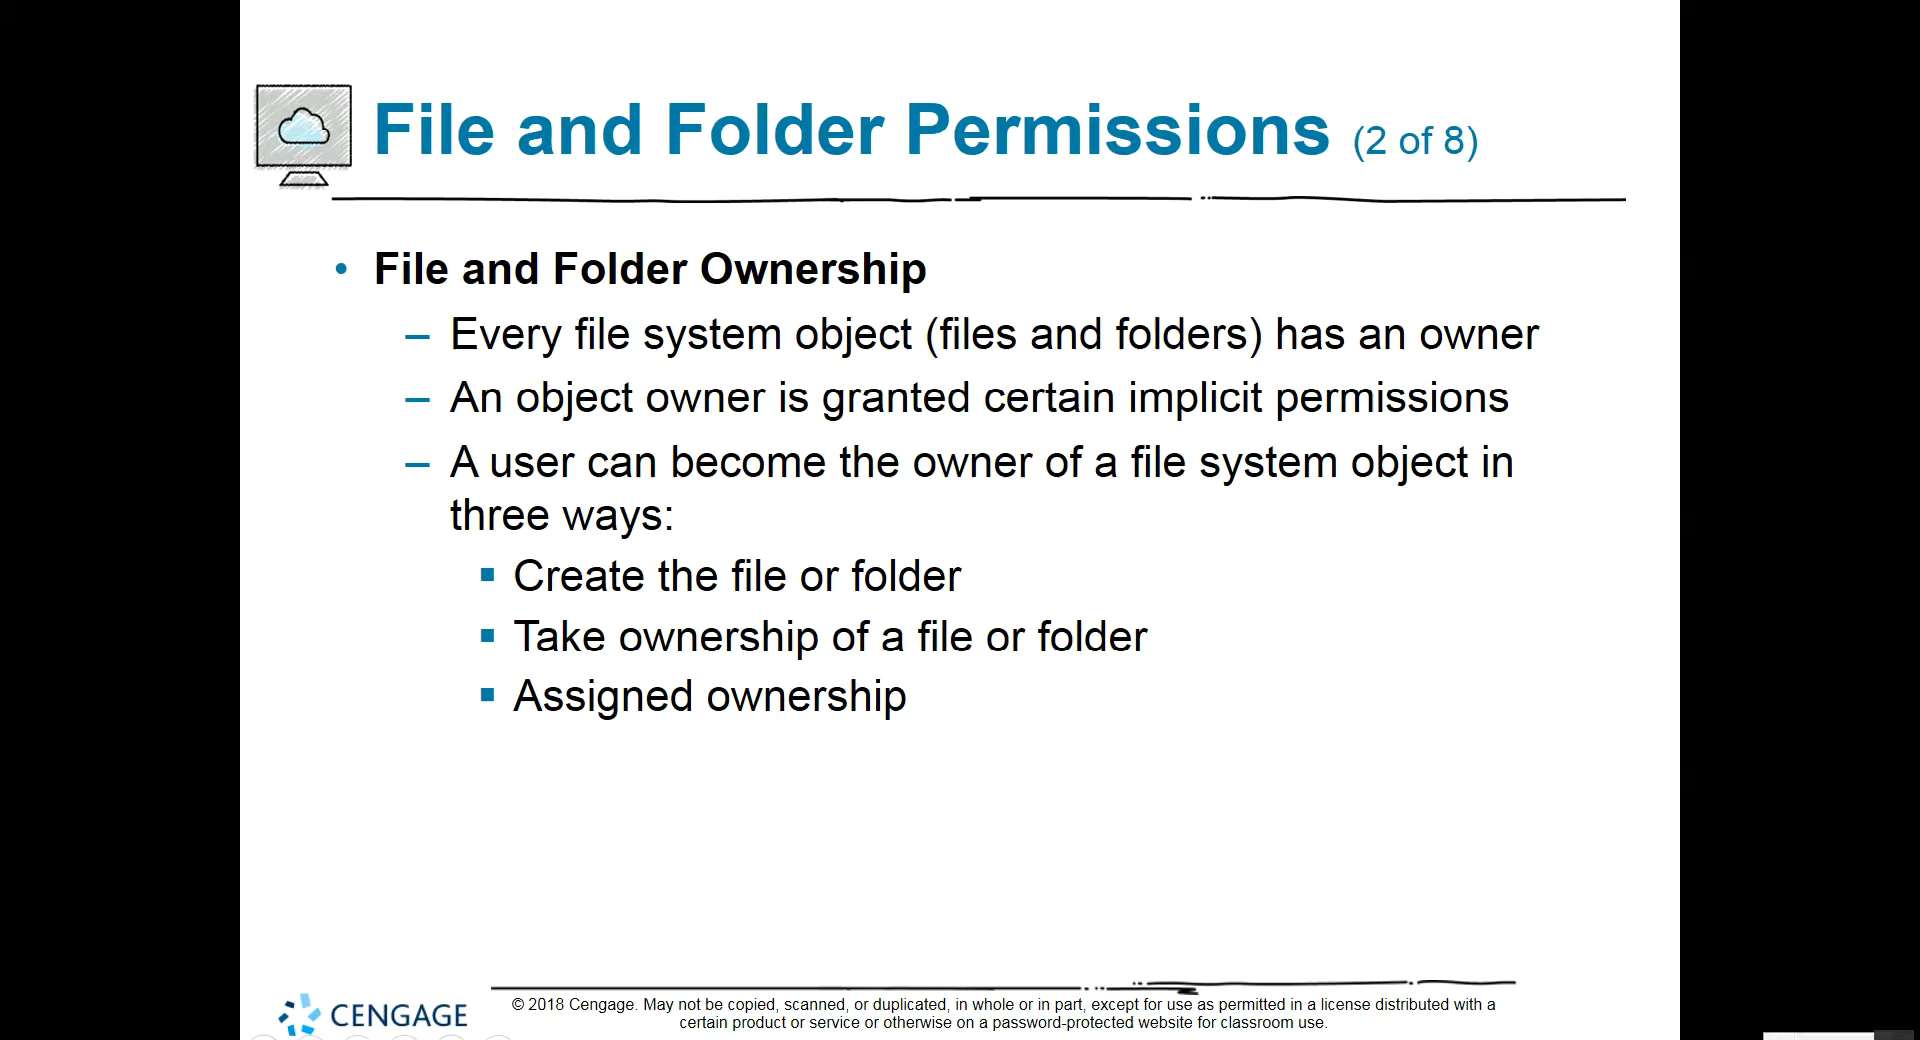 File and Folder Permissions (2 of 8)
• File and Folder Ownership
– Every file system object (files and folders) has an owner
– An object owner is granted certain implicit permissions
– A user can become the owner of a file system object in
three ways:
▪ Create the file or folder
▪ Take ownership of a file or folder
▪ Assigned ownership
CENGAGE
© 2018 Cengage. May not be copied, scanned, or duplicated, in whole or in part, except for use as permitted in a license distributed with a
certain product or service or otherwise on a password-protected website for classroom use.